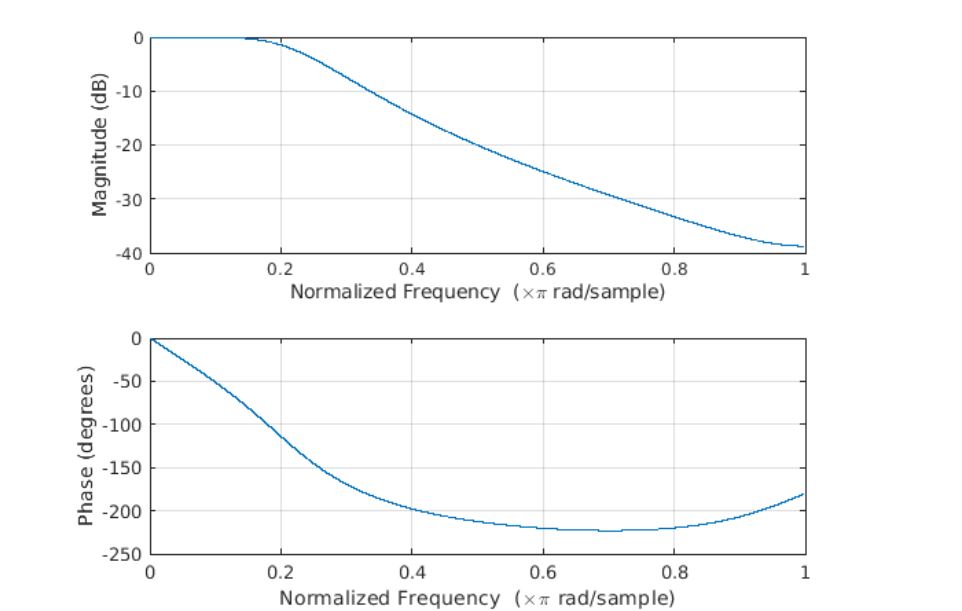 0
-10
-20
-30
-40
Magnitude (dB)
0 0.2 0.4 0.6 0.8 1
Normalized Frequency (×π rad/sample)
0
-50
-100
-150
-200
-250
Phase (degrees)
0 0.2 0.4 0.6 0.8 1
Normalized Frequency (×π rad/sample)